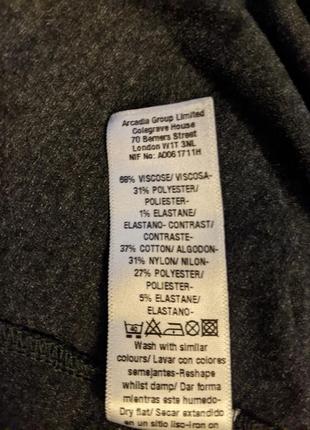 Arcadia Group Limited
Colegrave House
70 Berners Street
London W1T 3NL
NIF No: A0061711H
68% VISCOSE/ VISCOSA-
31% POLYESTER/
POLIESTER-
1% ELASTANE/
ELASTANO- CONTRAST/
CONTRASTE-
37% COTTON/ ALGODON-
31% NYLON/ NILON-
27% POLYESTER/
POLIESTER-
5% ELASTANE/
ELASTANO-
40
Wash with similar
colours/ Lavar con colores
semejantes-Reshape
whilst damp/ Dar forma
mientras este humedo-
Dry flat/ Secar extendido
en un sitio liso-Iron on